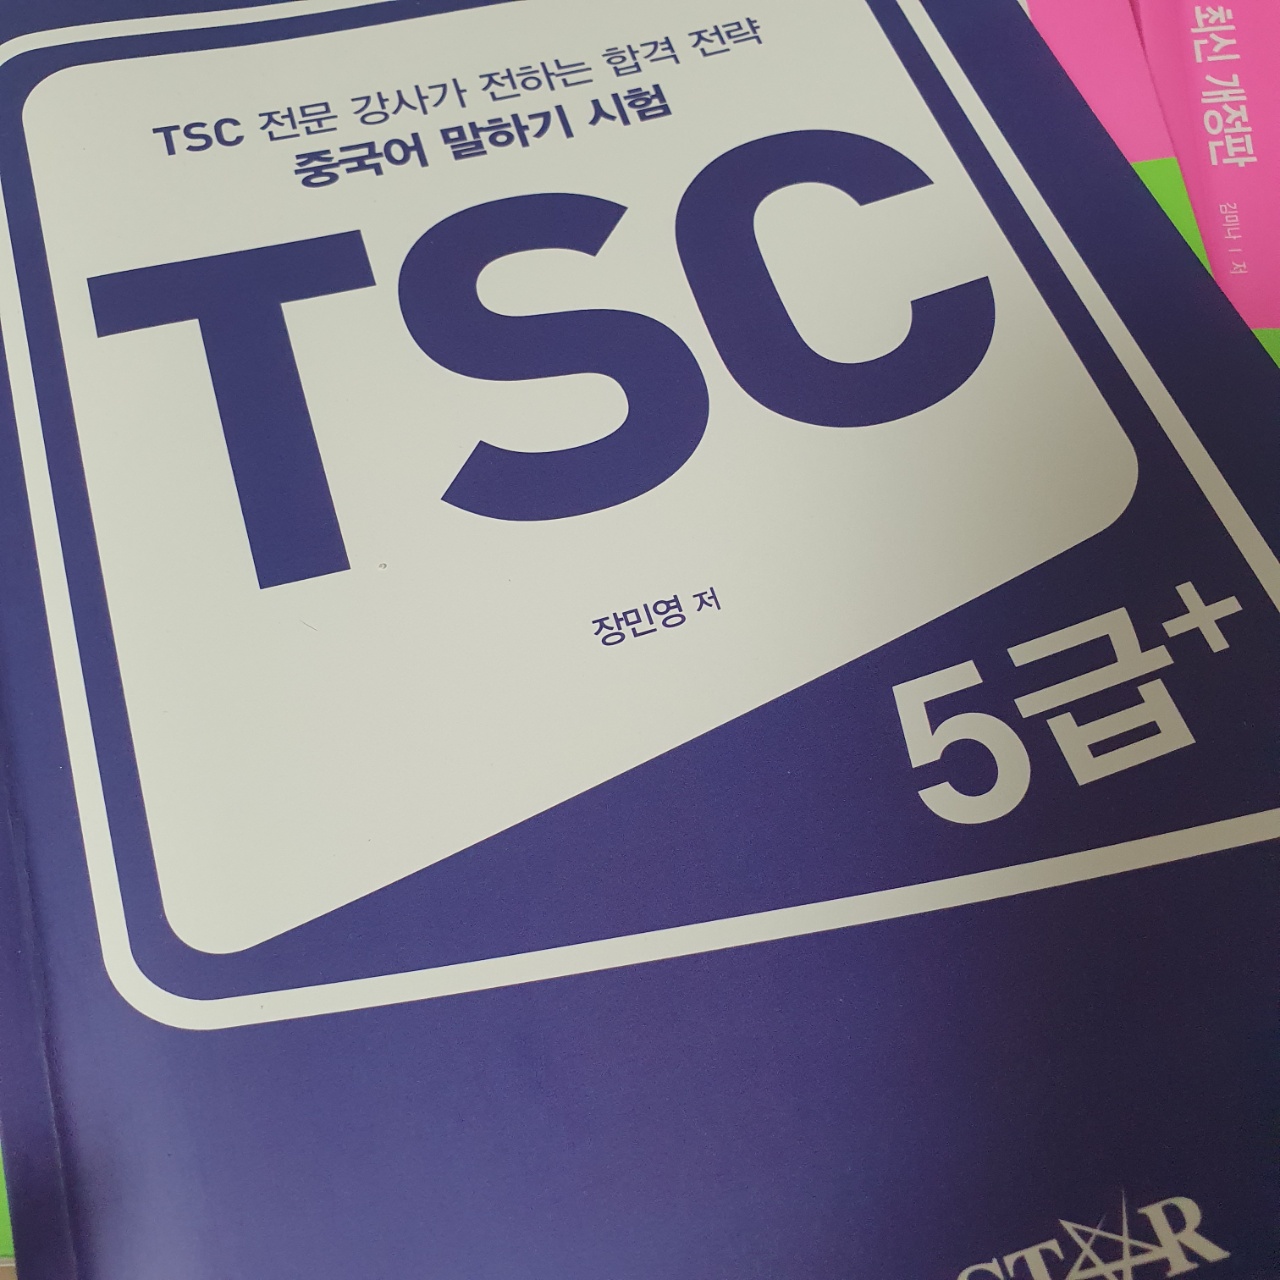 TSC 전문 강사가 전하는 합격 전략
중국어 말하기 시험
TSC
장민영 저
5급+
STAR
최신 개정판
김미나 | 저